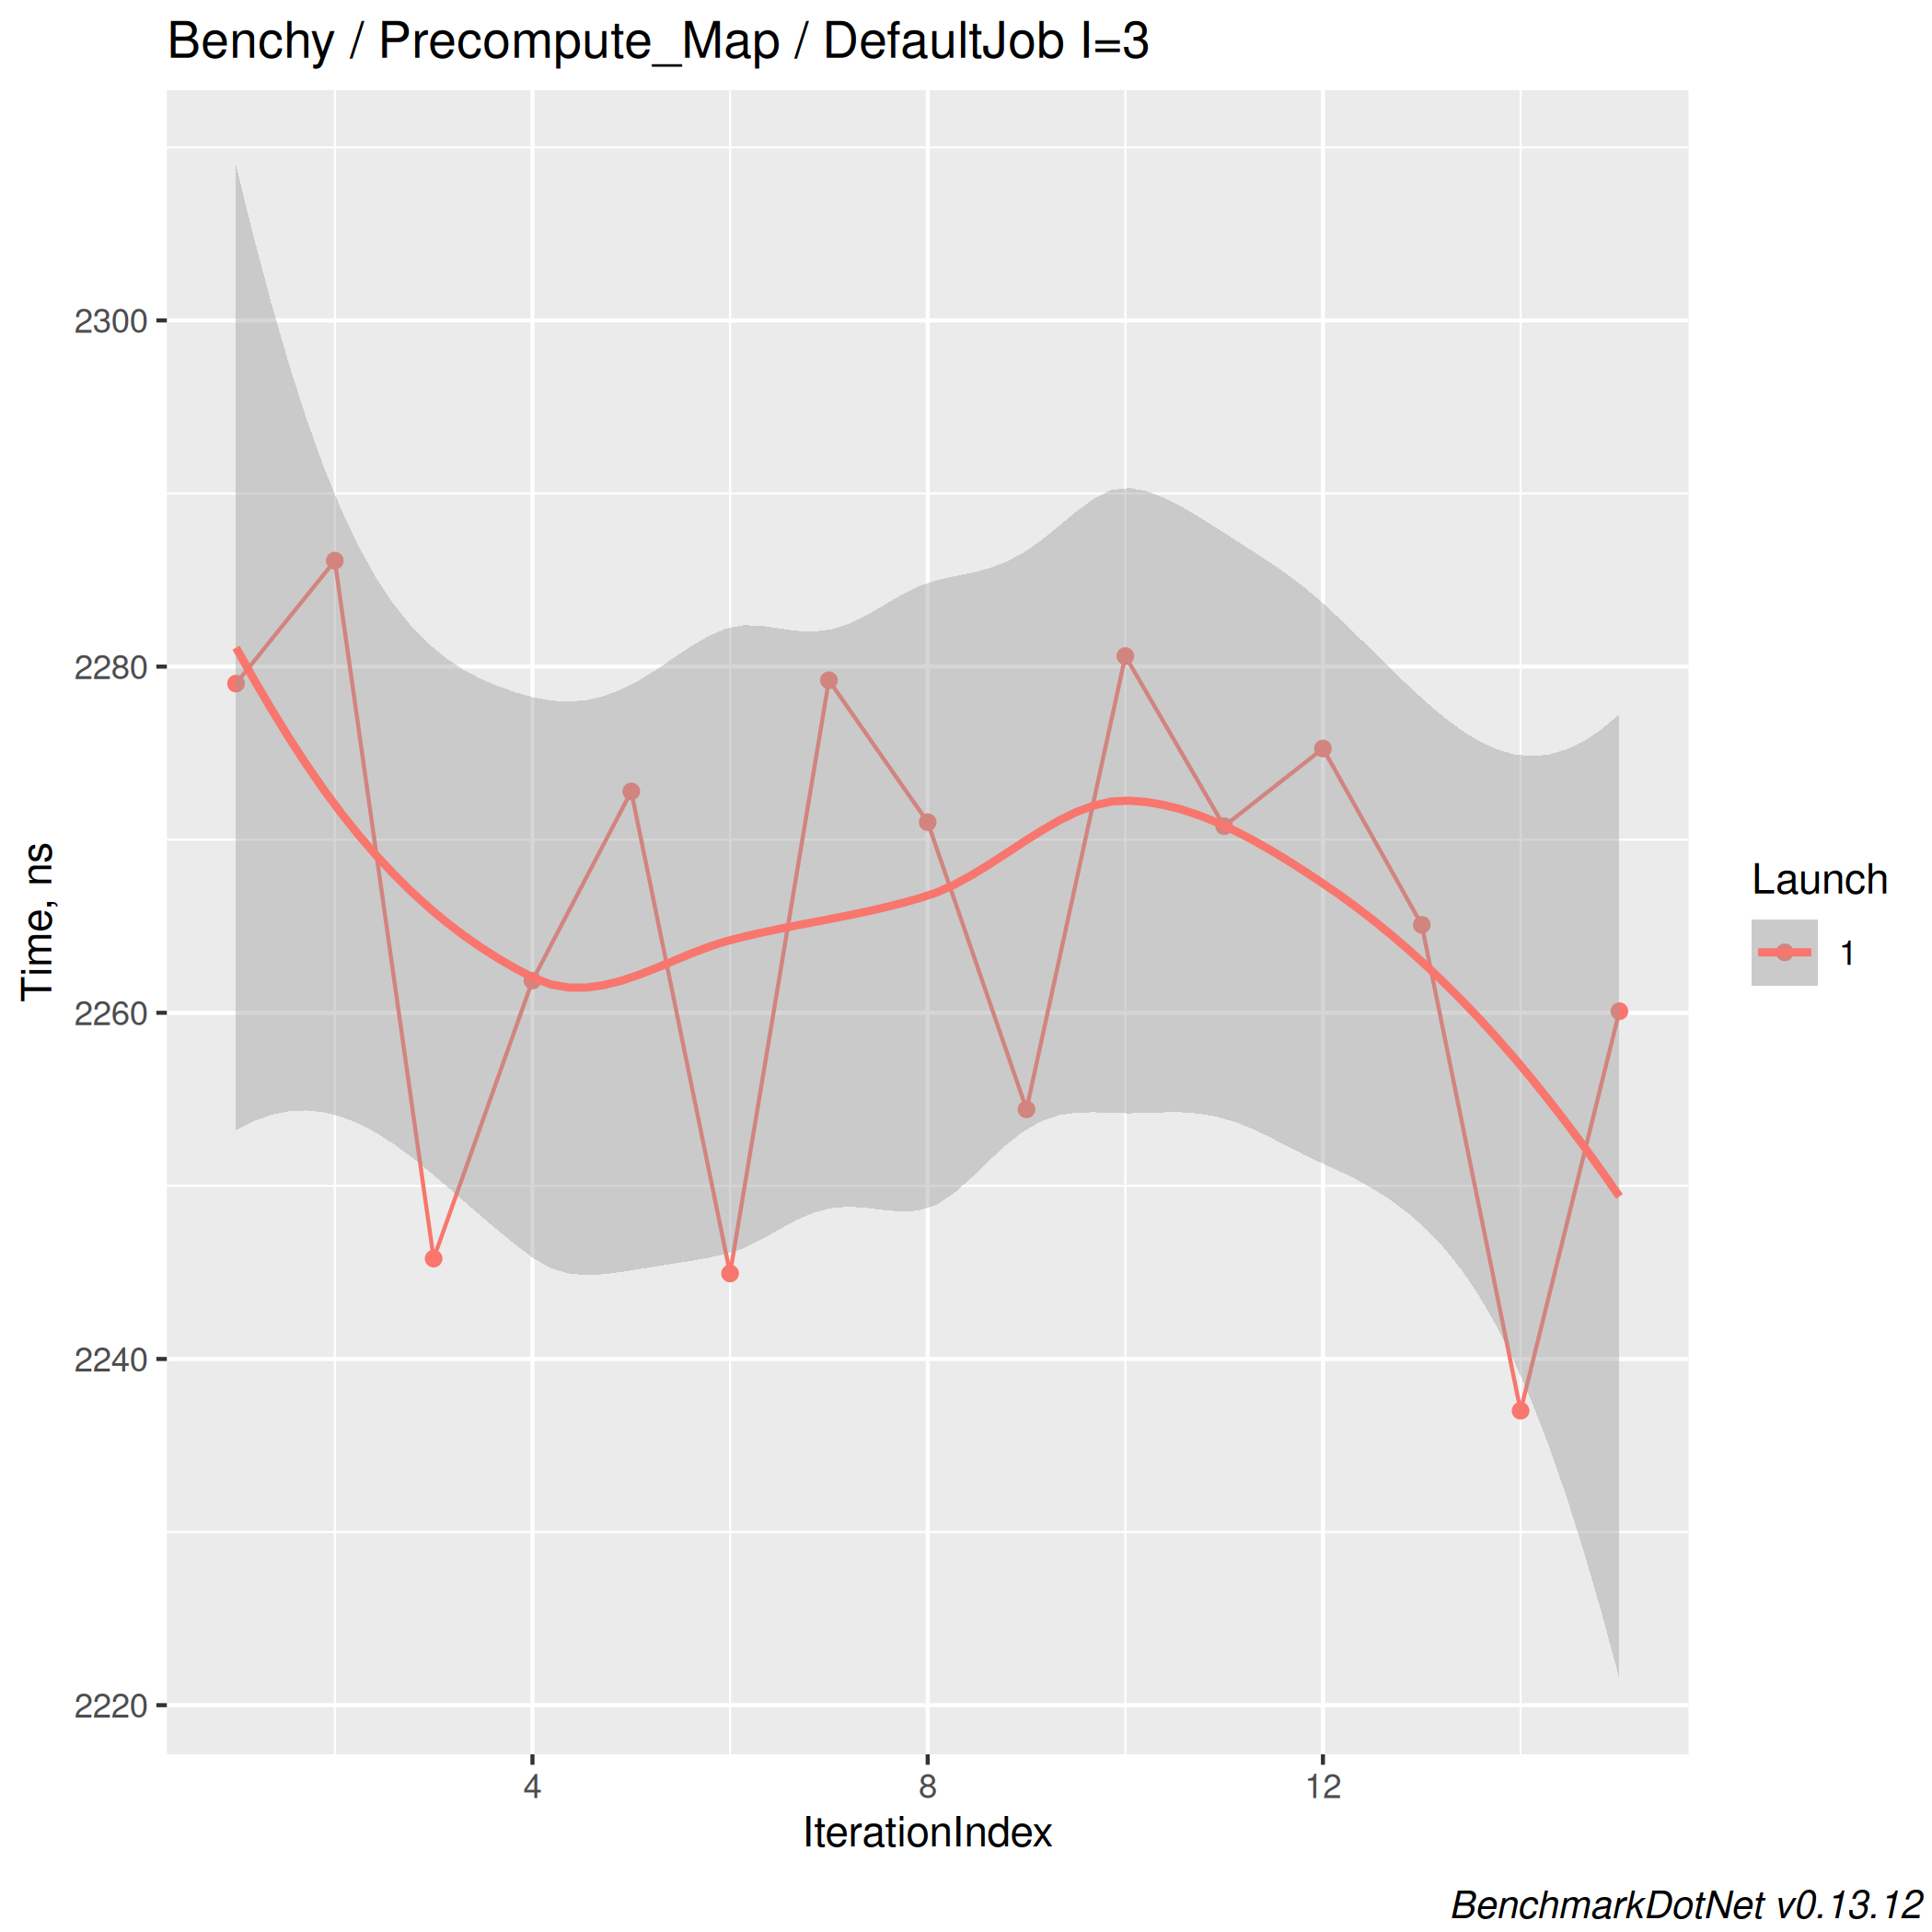 Benchy / Precompute_Map / DefaultJob I=3
Time, ns
2300
2280
2260
2240
2220
4
8
12
IterationIndex
Launch
1
BenchmarkDotNet v0.13.12